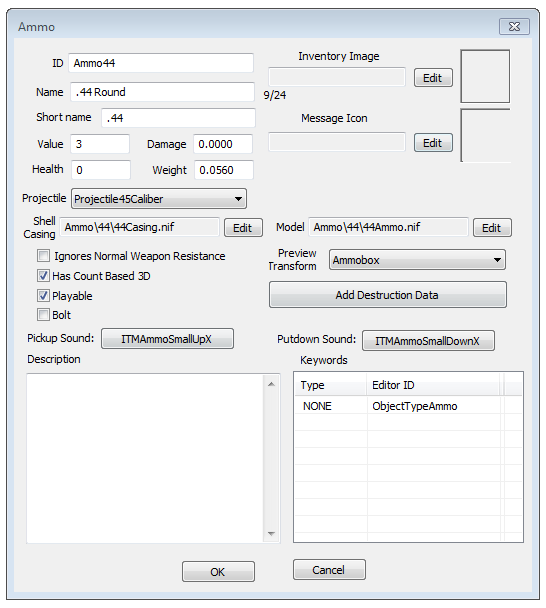 Ammo
ID Ammo44
Inventory Image
Edit
Name .44 Round
9/24
Short name .44
Message Icon
Edit
Value 3 Damage 0.0000
Health 0 Weight 0.0560
Projectile Projectile45Caliber
Shell Casing Ammo\44\44Casing.nif Edit Model Ammo\44\44Ammo.nif Edit
Ignores Normal Weapon Resistance
Preview Transform Ammobox
Has Count Based 3D
Playable
Add Destruction Data
Bolt
Pickup Sound: ITMAmmoSmallUpX Putdown Sound: ITMAmmoSmallDownX
Description Keywords
Type Editor ID
NONE ObjectTypeAmmo
OK Cancel